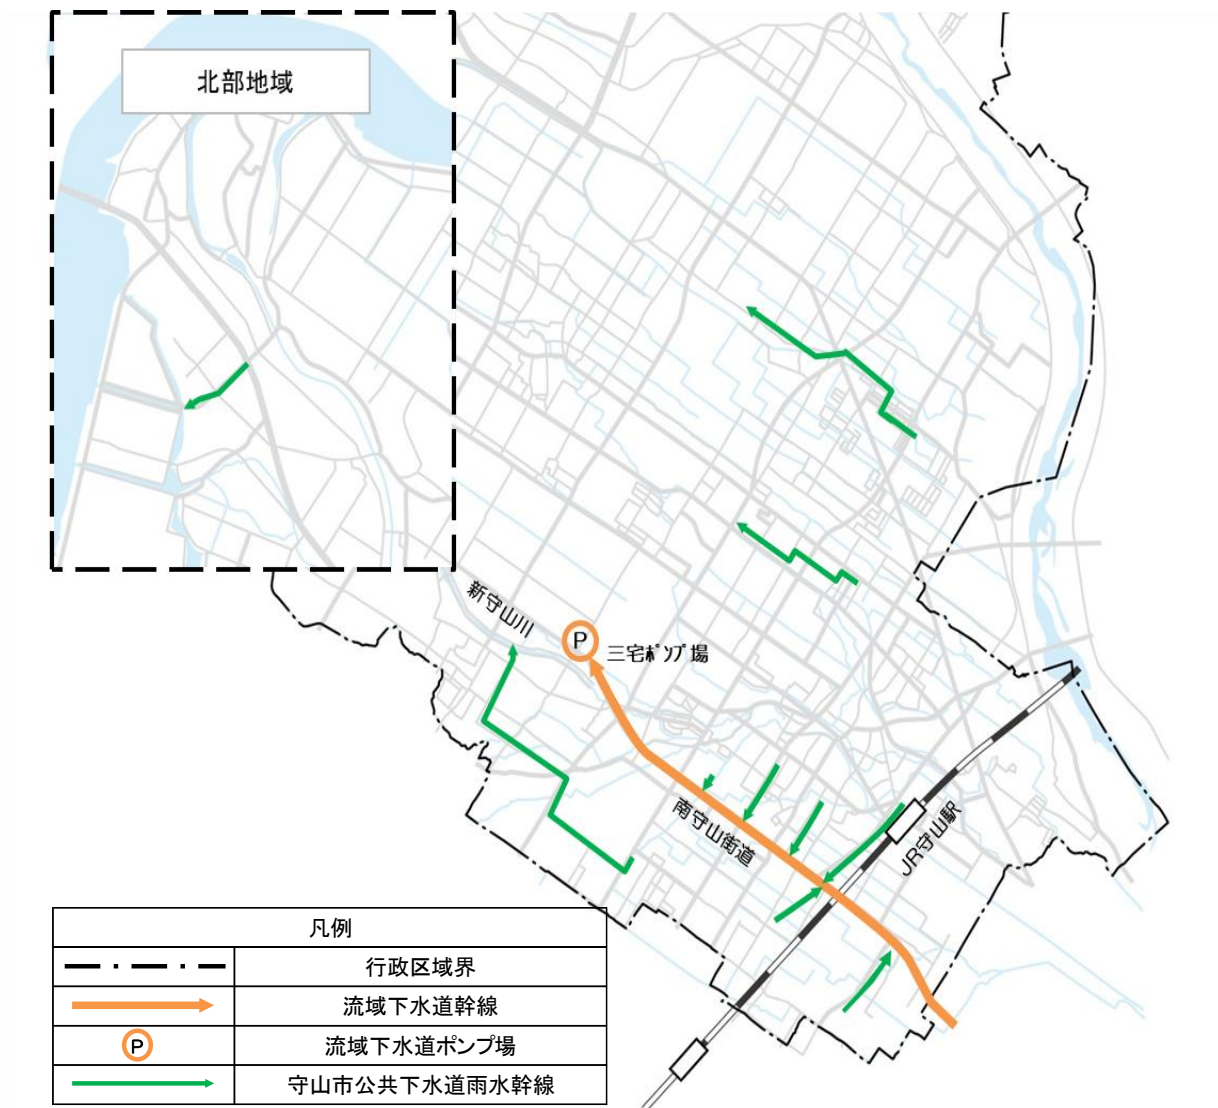 北部地域
新守山川
P
三宅ﾎﾟﾝﾌﾟ場
南守山街道
JR守山駅
凡例
行政区域界
流域下水道幹線
P
流域下水道ポンプ場
守山市公共下水道雨水幹線